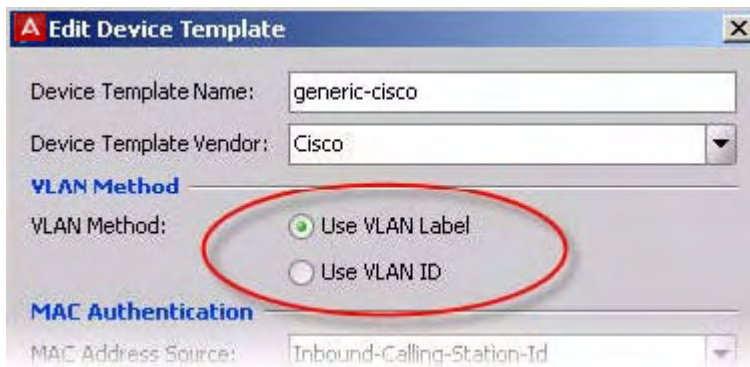 A Edit Device Template
Device Template Name: generic-cisco
Device Template Vendor: Cisco
VLAN Method
VLAN Method: Use VLAN Label
Use VLAN ID
MAC Authentication
MAC Address Source: Inbound-Calling-Station-Id